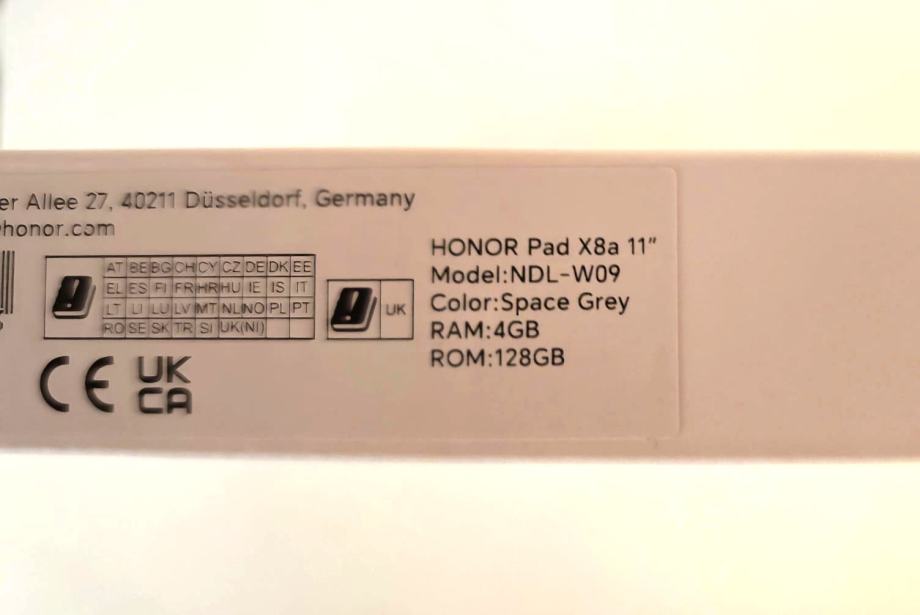 er Allee 27, 40211 Düsseldorf, Germany
honor.com
AT BE BG CH CY CZ DE DK EE
EL ES FI FR HR HU IE IS IT
LT LI LU LV MT NL NO PL PT
RO SE SK TR SI UK(NI)
UK
CE UK
CA
HONOR Pad X8a 11”
Model:NDL-W09
Color:Space Grey
RAM:4GB
ROM:128GB